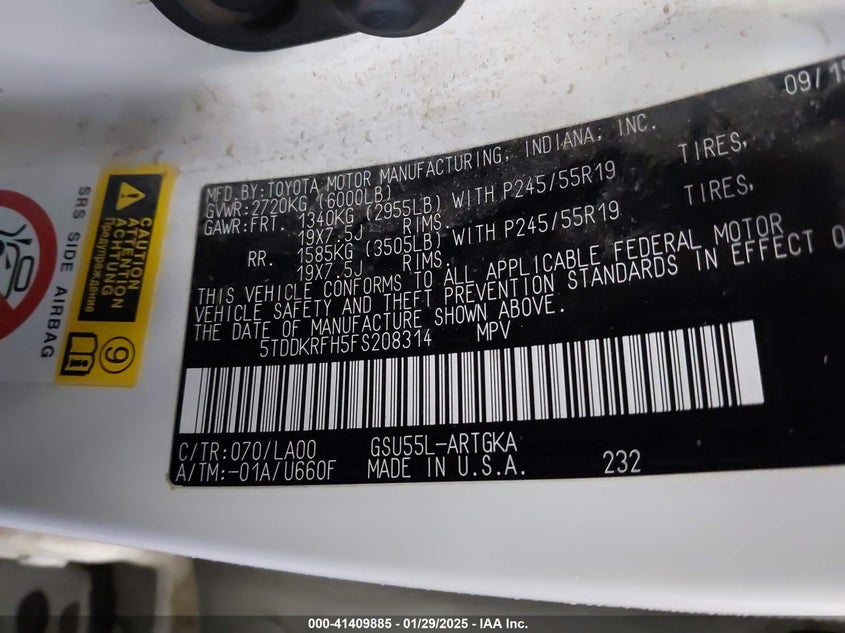 09/15
MFD.BY:TOYOTA MOTOR MANUFACTURING, INDIANA, INC.
GVWR:2720KG (6000LB)
GAWR:FRT. 1340KG (2955LB) WITH P245/55R19 TIRES,
19X7.5J RIMS.
RR. 1585KG (3505LB) WITH P245/55R19 TIRES,
19X7.5J RIMS.
THIS VEHICLE CONFORMS TO ALL APPLICABLE FEDERAL MOTOR
VEHICLE SAFETY AND THEFT PREVENTION STANDARDS IN EFFECT
THE DATE OF MANUFACTURE SHOWN ABOVE.
5TDDKRFH5FS208314 MPV
C/TR:070/LA00 GSU55L-ARTGKA
A/TM:-01A/U660F MADE IN U.S.A. 232
SRS SIDE AIRBAG
CAUTION
ATTENTION
ACHTUNG
Предупреждение
9
000-41409885 - 01/29/2025 - IAA Inc.